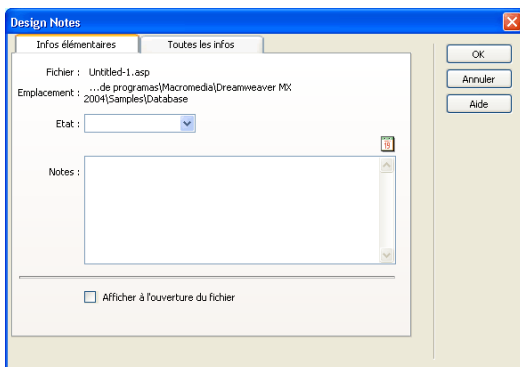 Design Notes
Infos élémentaires
Toutes les infos
Fichier : Untitled-1.asp
Emplacement : ...de programas\Macromedia\Dreamweaver MX
2004\Samples\Database
Etat :
19
Notes :
Afficher à l'ouverture du fichier
OK
Annuler
Aide